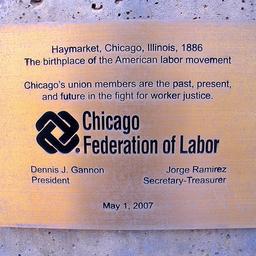 Haymarket, Chicago, Illinois, 1886
The birthplace of the American labor movement
Chicago's union members are the past, present,
and future in the fight for worker justice.
Chicago
Federation of Labor
®
Dennis J. Gannon
President
Jorge Ramirez
Secretary-Treasurer
May 1, 2007